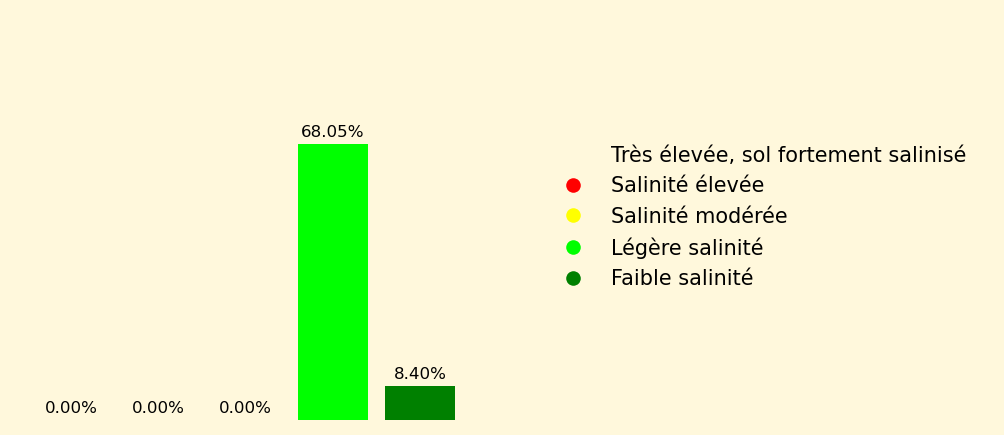 68.05%
8.40%
0.00%
0.00%
0.00%
Très élevée, sol fortement salinisé
Salinité élevée
Salinité modérée
Légère salinité
Faible salinité